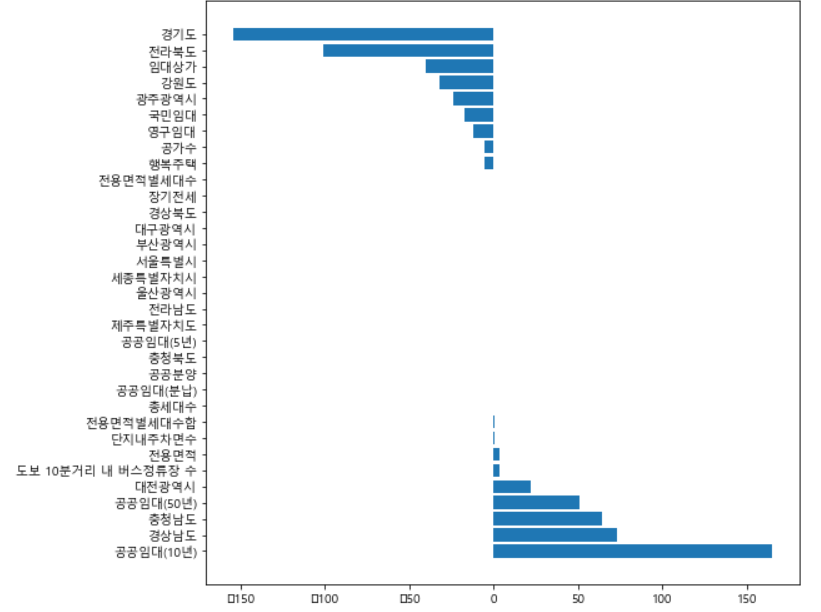 경기도
전라북도
임대상가
강원도
광주광역시
국민임대
영구임대
공가수
행복주택
전용면적별세대수
장기전세
경상북도
대구광역시
부산광역시
서울특별시
세종특별자치시
울산광역시
전라남도
제주특별자치도
공공임대(5년)
충청북도
공공분양
공공임대(분납)
총세대수
전용면적별세대수합
단지내주차면수
전용면적
도보 10분거리 내 버스정류장 수
대전광역시
공공임대(50년)
충청남도
경상남도
공공임대(10년)
□150 □100 □50 0 50 100 150